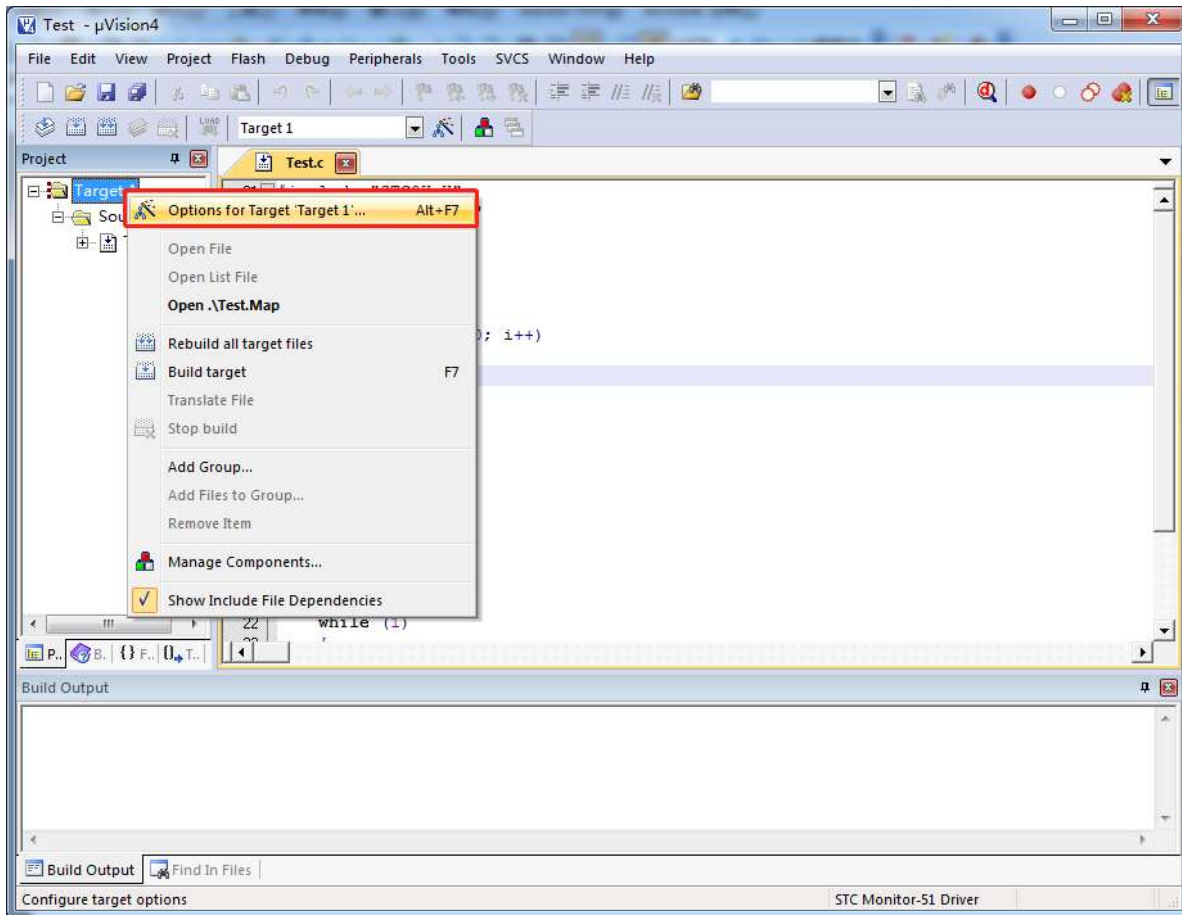 Test - µVision4
File Edit View Project Flash Debug Peripherals Tools SVCS Window Help
LOAD Target 1
Project
Test.c
Target
Sou
Options for Target 'Target 1'... Alt+F7
Open File
Open List File
Open .\Test.Map
; i++)
Rebuild all target files
Build target F7
Translate File
Stop build
Add Group...
Add Files to Group...
Remove Item
Manage Components...
Show Include File Dependencies
22 while (1)
P.. B.. {} F.. T..
Build Output
Build Output Find In Files
Configure target options STC Monitor-51 Driver